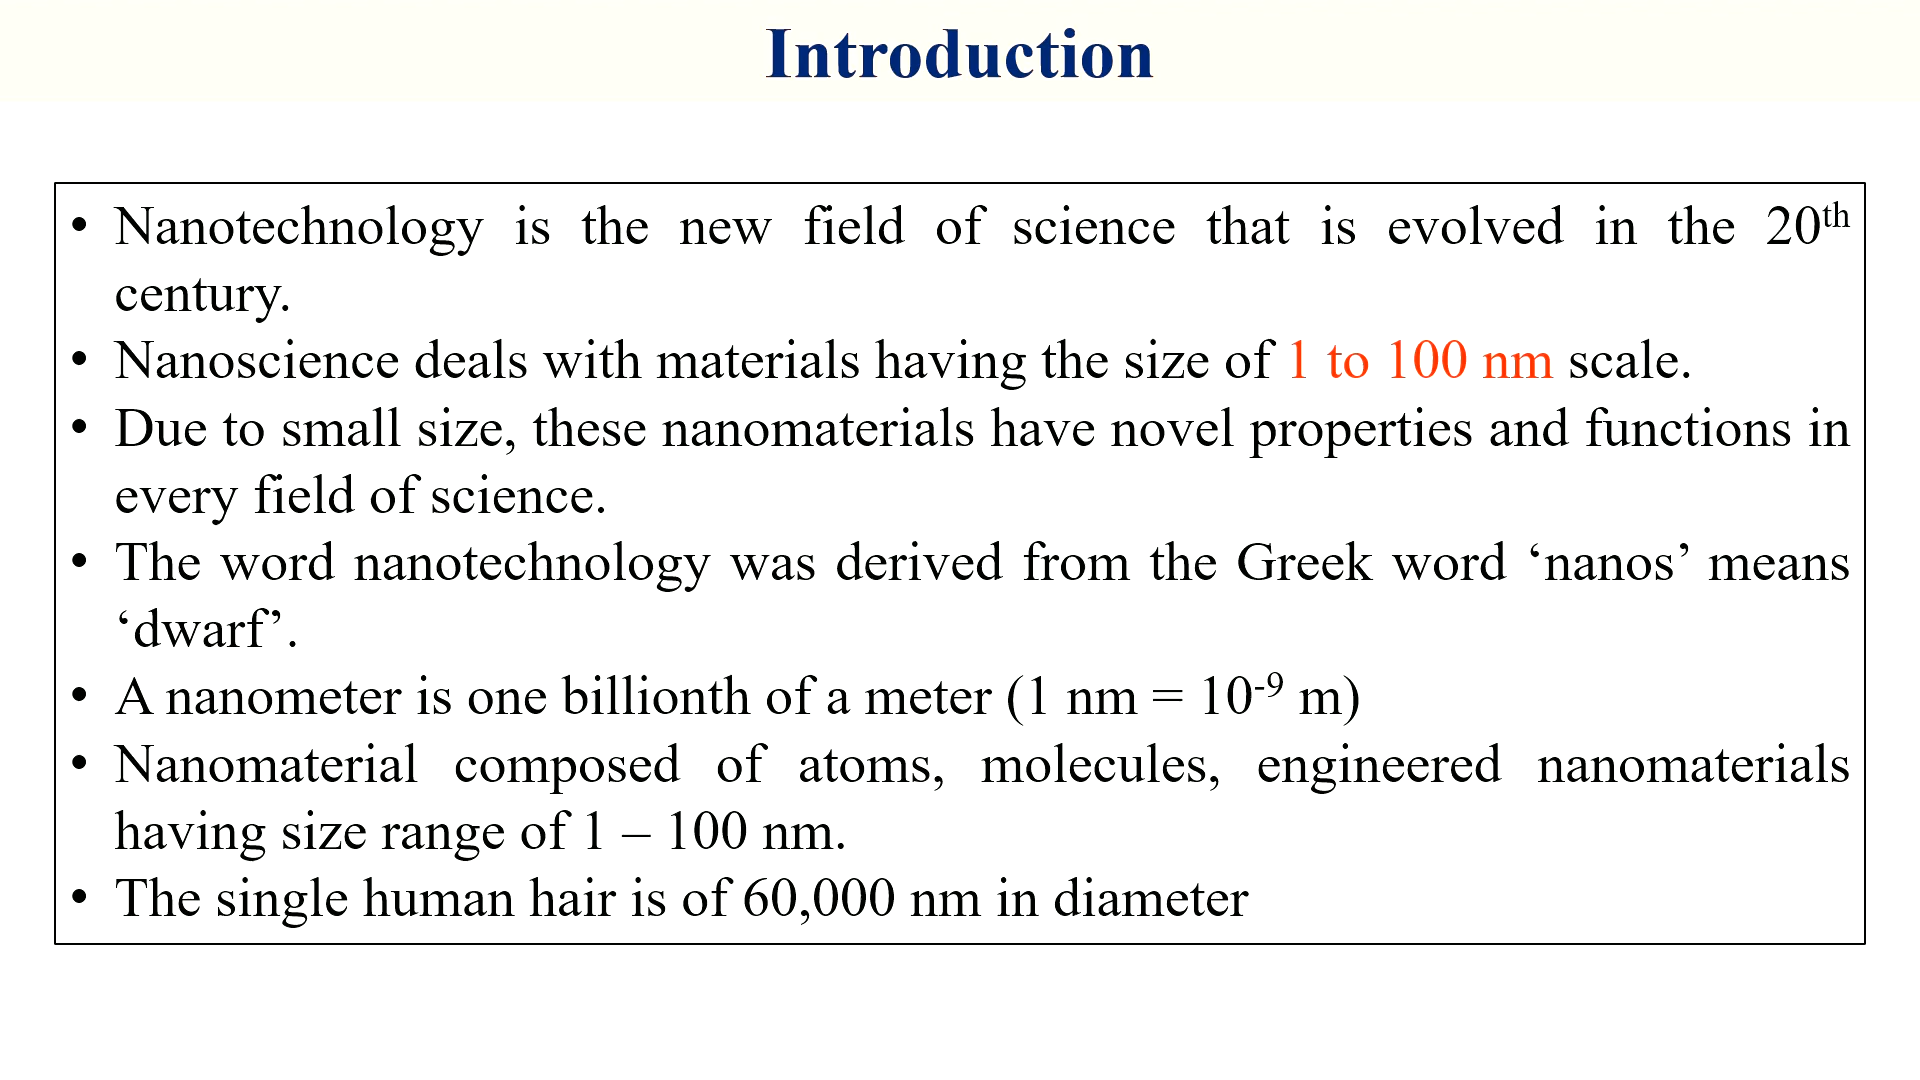 Introduction
• Nanotechnology is the new field of science that is evolved in the 20th
century.
• Nanoscience deals with materials having the size of 1 to 100 nm scale.
• Due to small size, these nanomaterials have novel properties and functions in
every field of science.
• The word nanotechnology was derived from the Greek word ‘nanos’ means
‘dwarf’.
• A nanometer is one billionth of a meter (1 nm = 10⁻⁹ m)
• Nanomaterial composed of atoms, molecules, engineered nanomaterials
having size range of 1 – 100 nm.
• The single human hair is of 60,000 nm in diameter